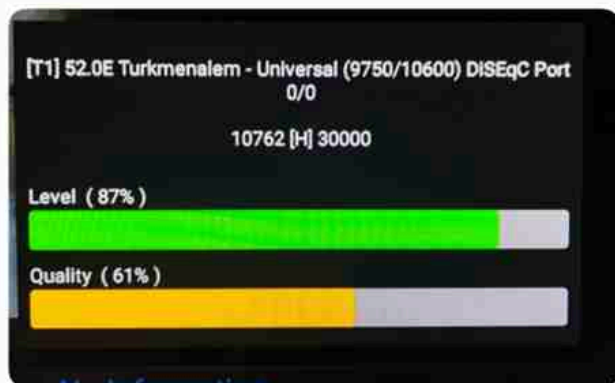 [T1] 52.0E Turkmenalem - Universal (9750/10600) DiSEqC Port
0/0
10762 [H] 30000
Level ( 87% )
Quality ( 61% )